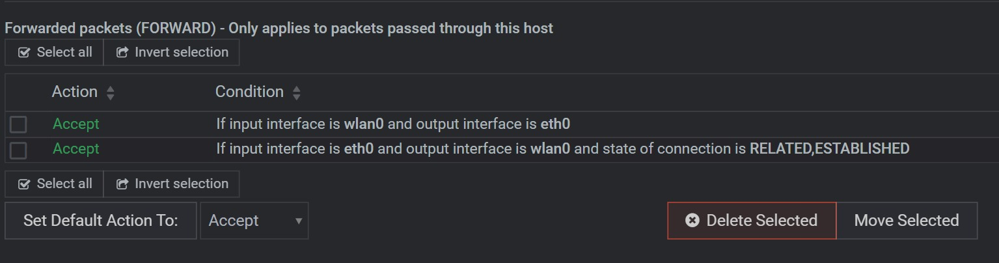 Forwarded packets (FORWARD) - Only applies to packets passed through this host
Select all Invert selection
Action Condition
Accept If input interface is wlan0 and output interface is eth0
Accept If input interface is eth0 and output interface is wlan0 and state of connection is RELATED,ESTABLISHED
Select all Invert selection
Set Default Action To: Accept Delete Selected Move Selected